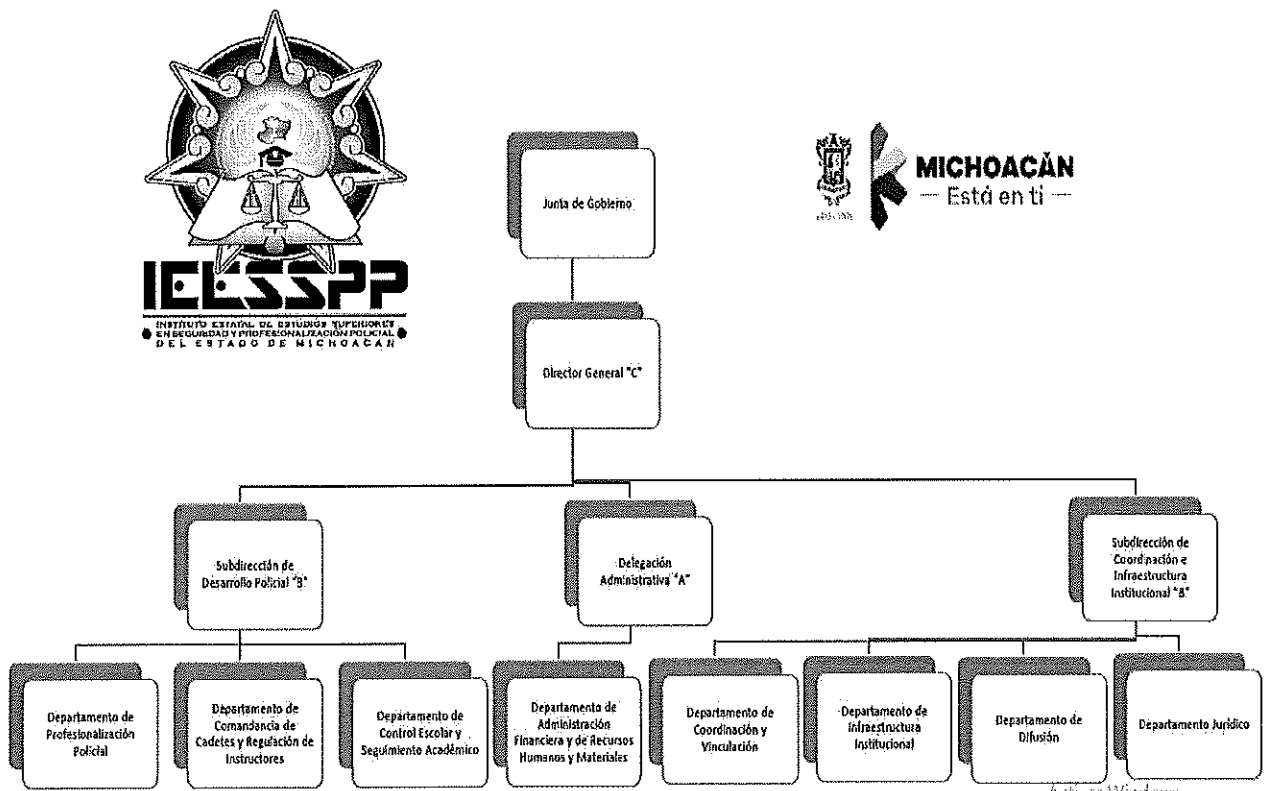 IEESSPP
INSTITUTO ESTATAL DE ESTUDIOS SUPERIORES
EN SEGURIDAD Y PROFESIONALIZACIÓN POLICIAL
DEL ESTADO DE MICHOACAN
MICHOACÁN
Está en ti
Junta de Gobierno
Director General "C"
Subdirección de
Desarrollo Policial "B"
Delegación
Administrativa "A"
Subdirección de
Coordinación e
Infraestructura
Institucional "B"
Departamento de
Profesionalización
Policial
Departamento de
Comandancia de
Cadetes y Regulación de
Instructores
Departamento de
Control Escolar y
Seguimiento Académico
Departamento de
Administración
Financiera y de Recursos
Humanos y Materiales
Departamento de
Coordinación y
Vinculación
Departamento de
Infraestructura
Institucional
Departamento de
Difusión
Departamento Jurídico